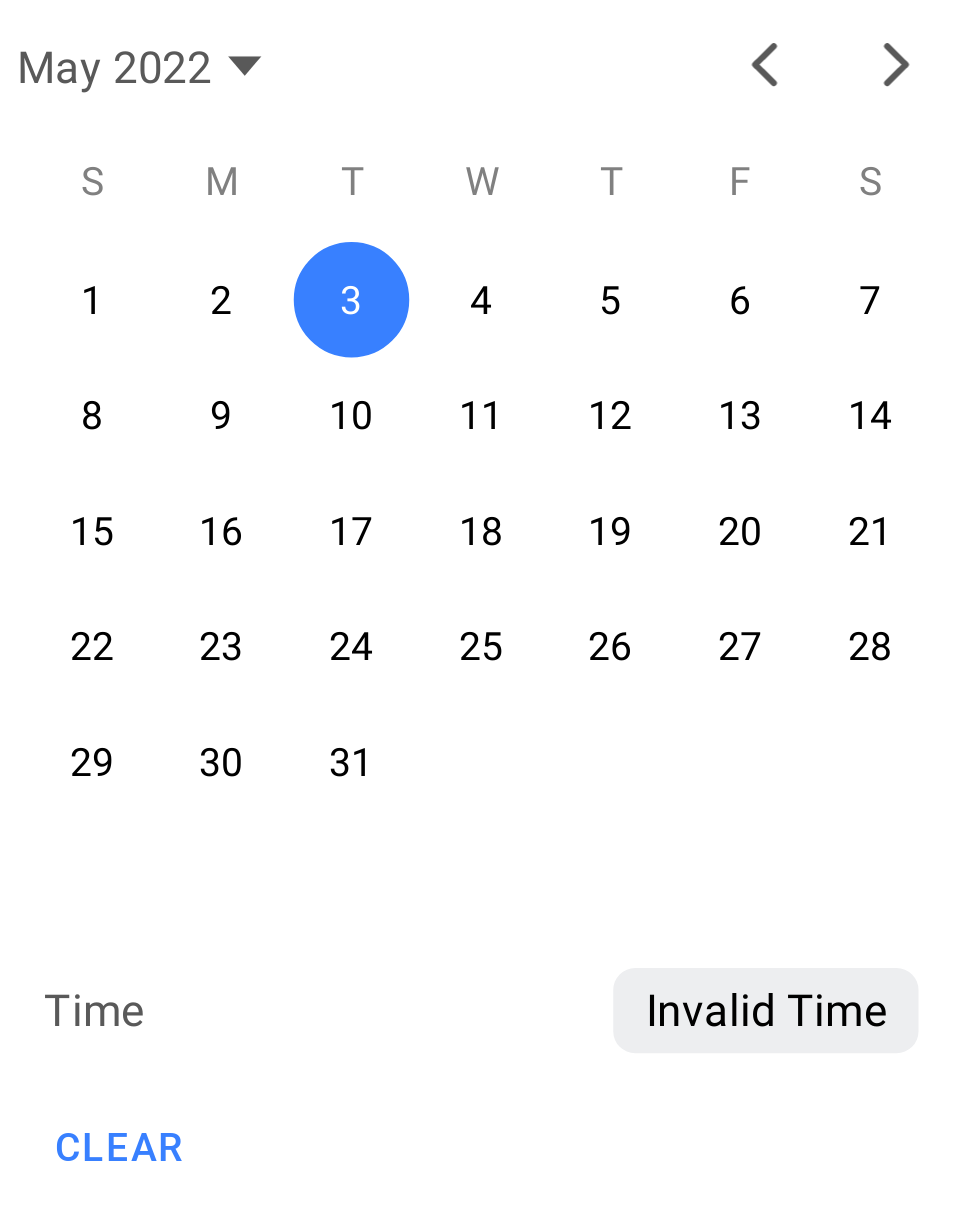 May 2022
S M T W T F S
1 2 3 4 5 6 7
8 9 10 11 12 13 14
15 16 17 18 19 20 21
22 23 24 25 26 27 28
29 30 31
Time Invalid Time
CLEAR